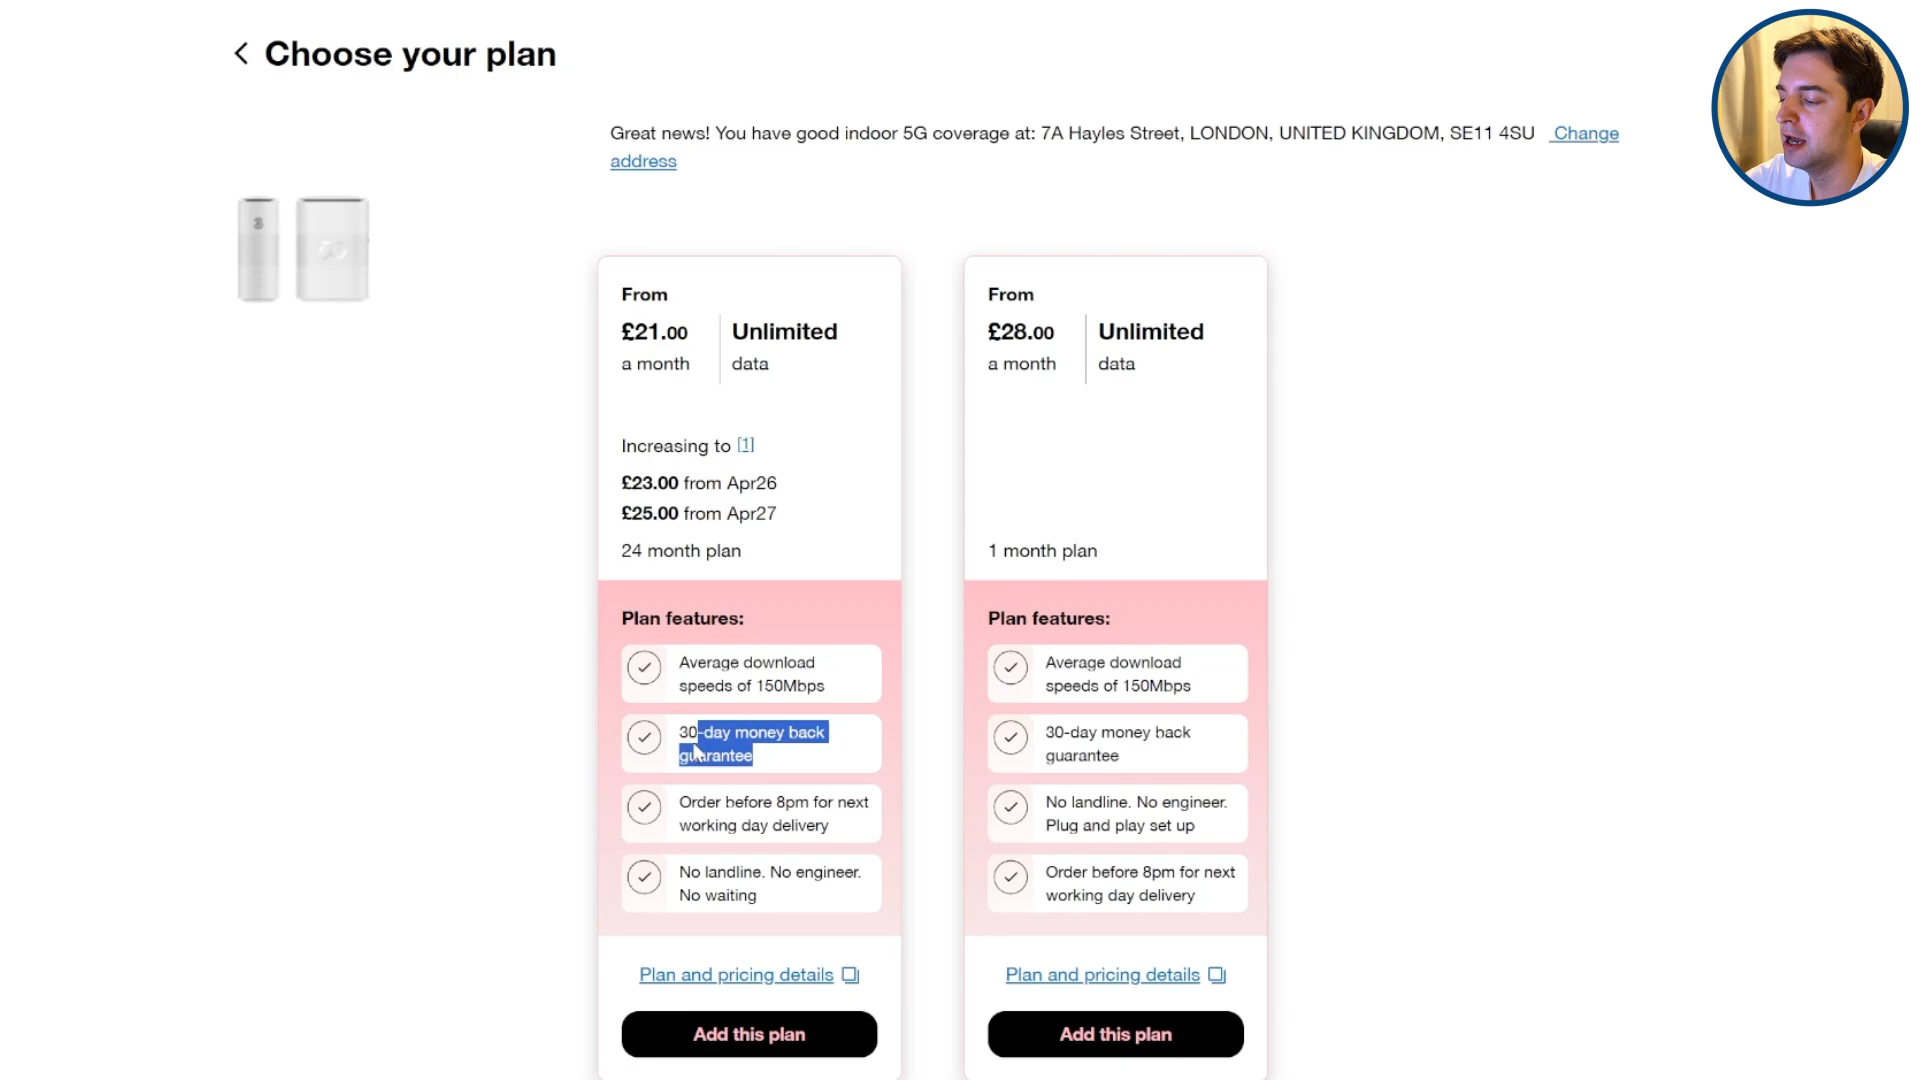 Choose your plan
Great news! You have good indoor 5G coverage at: 7A Hayles Street, LONDON, UNITED KINGDOM, SE11 4SU Change
address
3
From
£21.00 Unlimited
a month data
Increasing to [1]
£23.00 from Apr26
£25.00 from Apr27
24 month plan
Plan features:
Average download
speeds of 150Mbps
30-day money back
guarantee
Order before 8pm for next
working day delivery
No landline. No engineer.
No waiting
Plan and pricing details
Add this plan
From
£28.00 Unlimited
a month data
1 month plan
Plan features:
Average download
speeds of 150Mbps
30-day money back
guarantee
No landline. No engineer.
Plug and play set up
Order before 8pm for next
working day delivery
Plan and pricing details
Add this plan